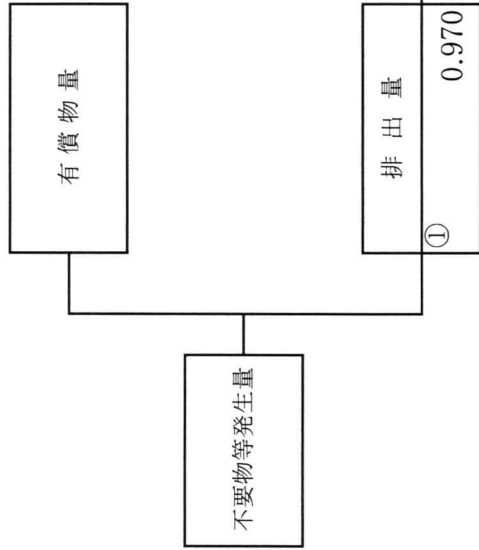 有償物量
不要物等発生量
排出量
①
0.970